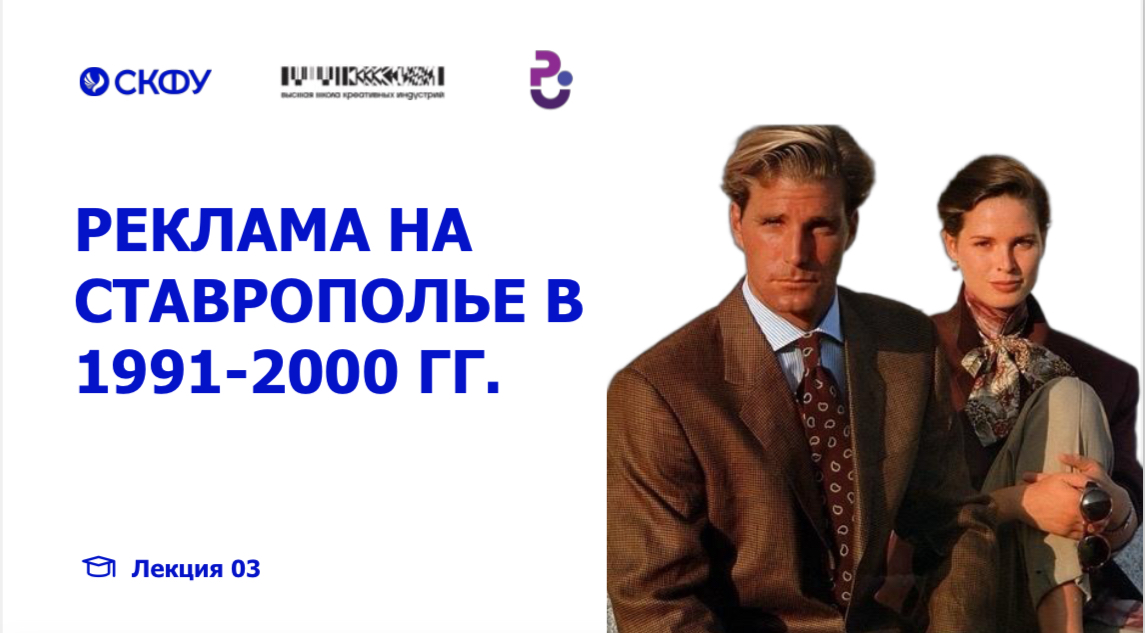 СКФУ
высшая школа креативных индустрий
РЕКЛАМА НА
СТАВРОПОЛЬЕ В
1991-2000 ГГ.
Лекция 03